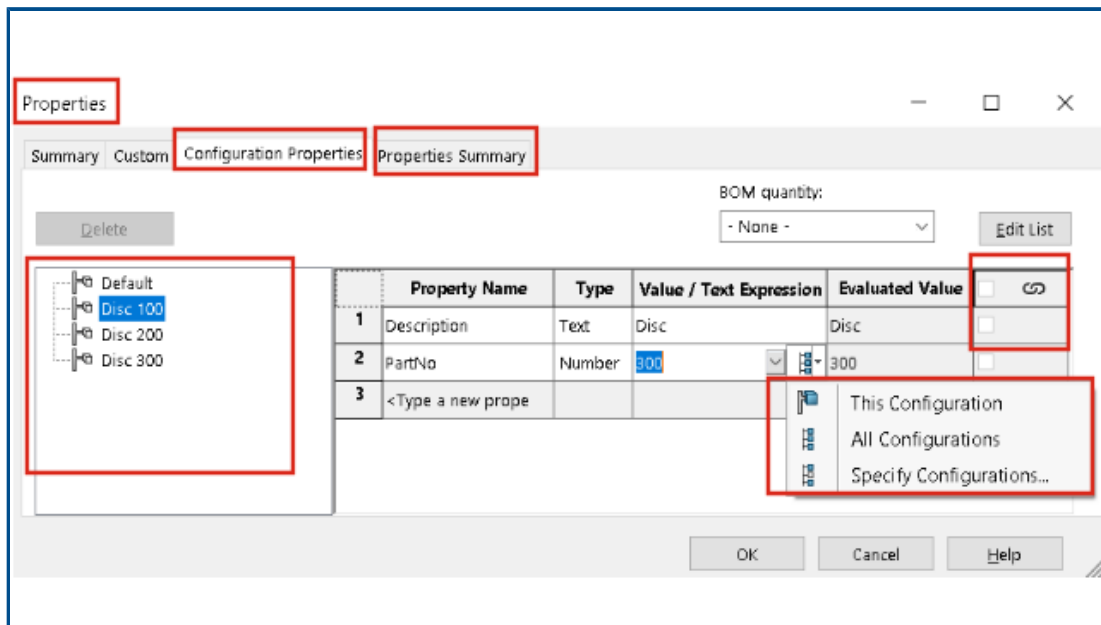 Properties
Summary Custom Configuration Properties Properties Summary
BOM quantity:
Delete - None - Edit List
Default
Disc 100
Disc 200
Disc 300
Property Name Type Value / Text Expression Evaluated Value
1 Description Text Disc Disc
2 PartNo Number 300 300
3 <Type a new prope
This Configuration
All Configurations
Specify Configurations...
OK Cancel Help